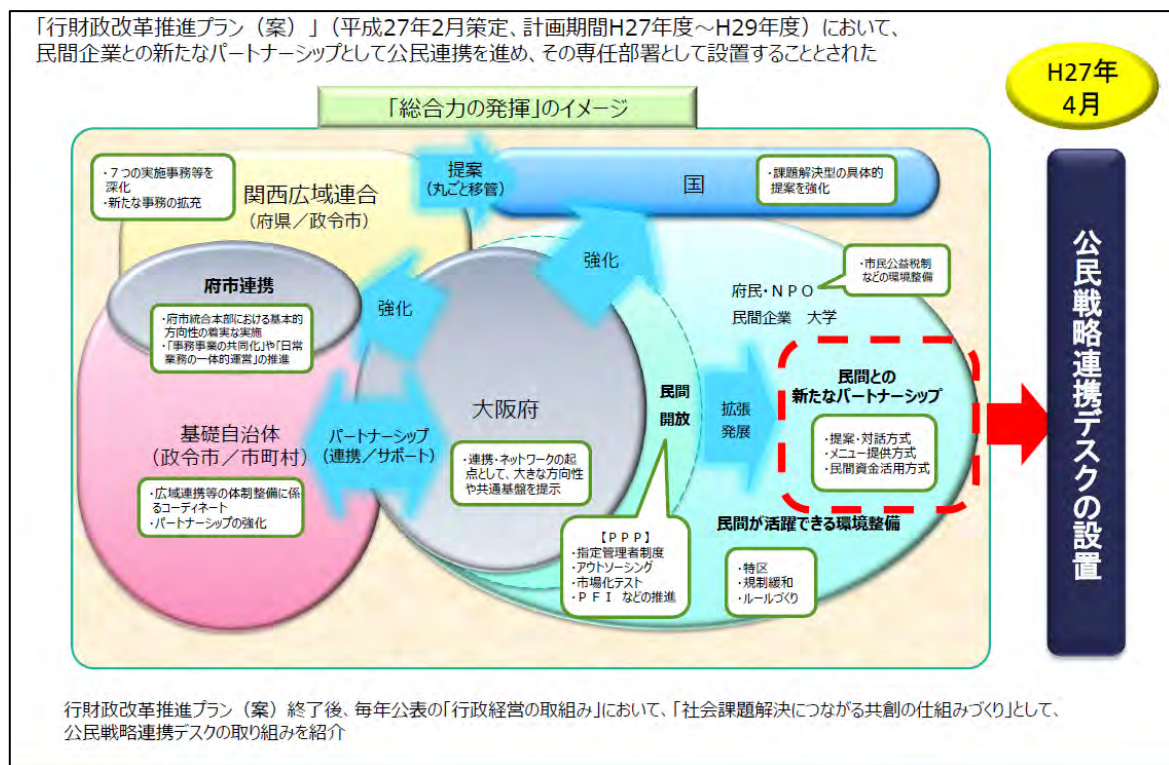 「行財政改革推進プラン（案）」（平成27年2月策定、計画期間H27年度～H29年度）において、
民間企業との新たなパートナーシップとして公民連携を進め、その専任部署として設置することとされた
H27年
4月
「総合力の発揮」のイメージ
・７つの実施事務等を
深化
・新たな事務の拡充
関西広域連合
（府県／政令市）
提案
（丸ごと移管）
国
・課題解決型の具体的
提案を強化
府市連携
・府市統合本部における基本的
方向性の着実な実施
・「事務事業の共同化」や「日常
業務の一体的運営」の推進
強化
強化
府民・ＮＰＯ
民間企業　大学
・市民公益税制
などの環境整備
基礎自治体
（政令市／市町村）
・広域連携等の体制整備に係
るコーディネート
・パートナーシップの強化
パートナーシップ
（連携／サポート）
大阪府
・連携・ネットワークの起
点として、大きな方向性
や共通基盤を提示
民間
開放
拡張
発展
民間との
新たなパートナーシップ
・提案・対話方式
・メニュー提供方式
・民間資金活用方式
民間が活躍できる環境整備
【ＰＰＰ】
・指定管理者制度
・アウトソーシング
・市場化テスト
・ＰＦＩ などの推進
・特区
・規制緩和
・ルールづくり
公民戦略連携デスクの設置
行財政改革推進プラン（案）終了後、毎年公表の「行政経営の取組み」において、「社会課題解決につながる共創の仕組みづくり」として、
公民戦略連携デスクの取り組みを紹介